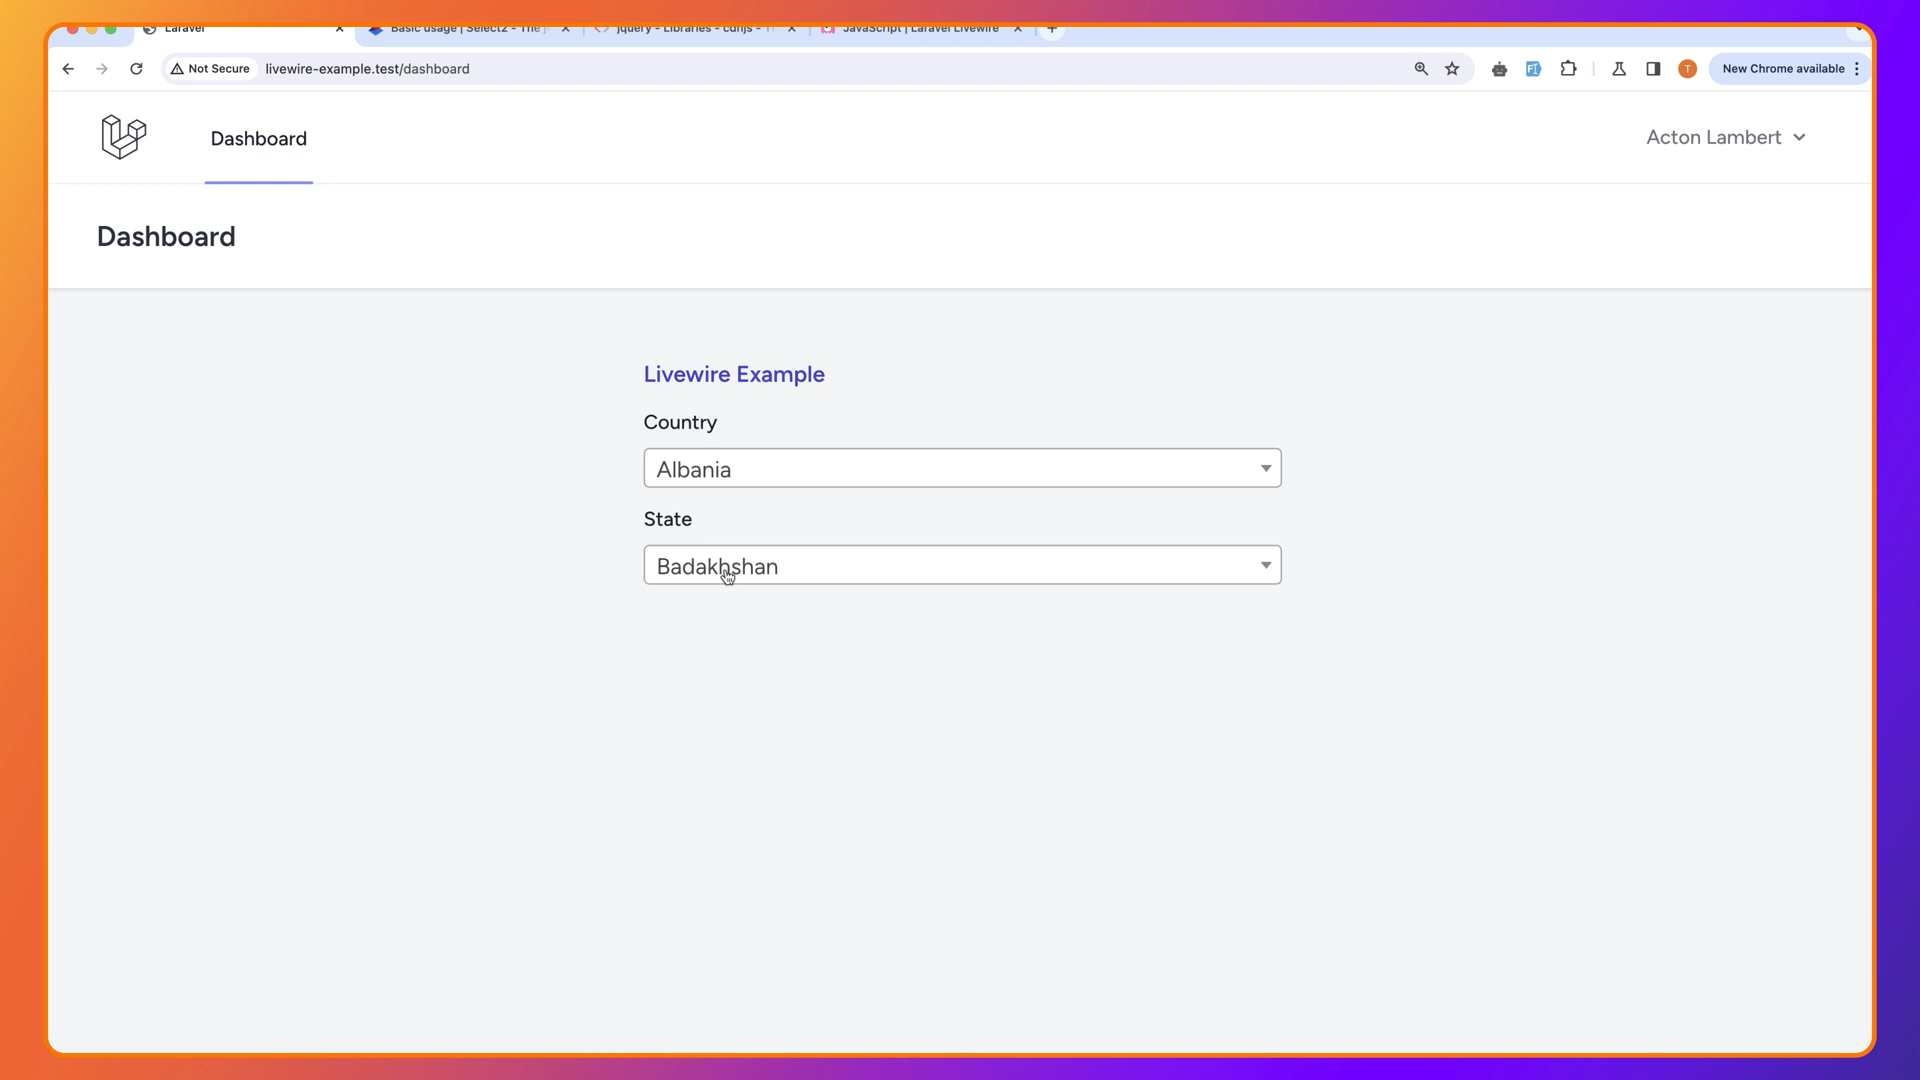 Laravel
Basic usage | Select2 - The j
jquery - Libraries - cdnjs - T
JavaScript | Laravel Livewire
Not Secure
livewire-example.test/dashboard
T
New Chrome available
Dashboard
Acton Lambert
Dashboard
Livewire Example
Country
Albania
State
Badakhshan